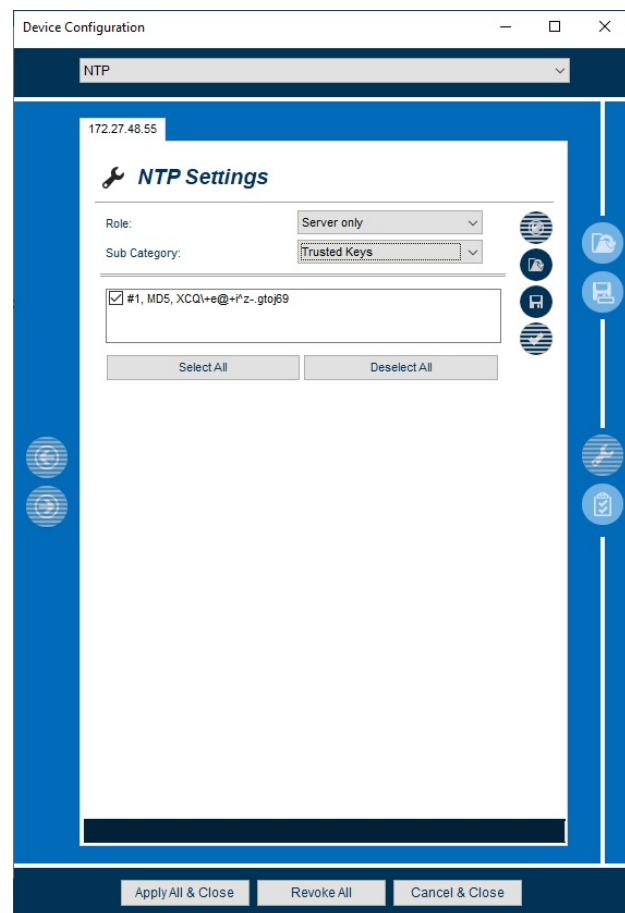 Device Configuration
NTP
172.27.48.55
NTP Settings
Role: Server only
Sub Category: Trusted Keys
#1, MD5, XCQ\+e@+i^z-.gtoj69
Select All Deselect All
Apply All & Close Revoke All Cancel & Close